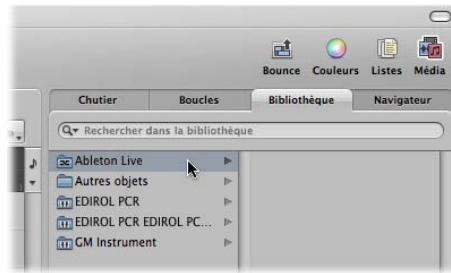 Bounce Couleurs Listes Média
Chutier Boucles Bibliothèque Navigateur
Rechercher dans la bibliothèque
Ableton Live
Autres objets
EDIROL PCR
EDIROL PCR EDIROL PC...
GM Instrument